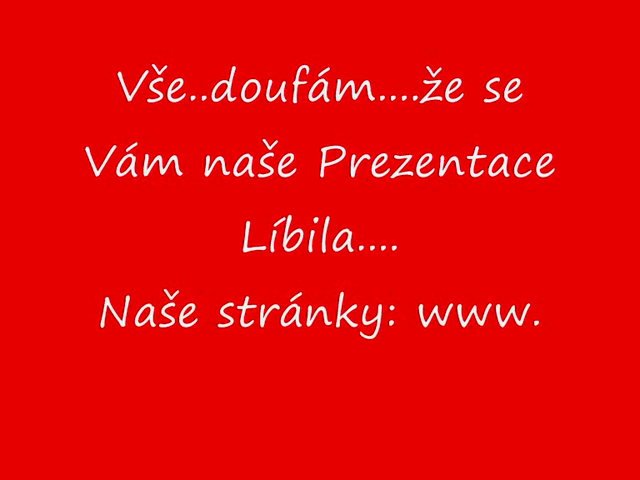 Vše..doufám....že se
Vám naše Prezentace
Líbila....
Naše stránky: www.